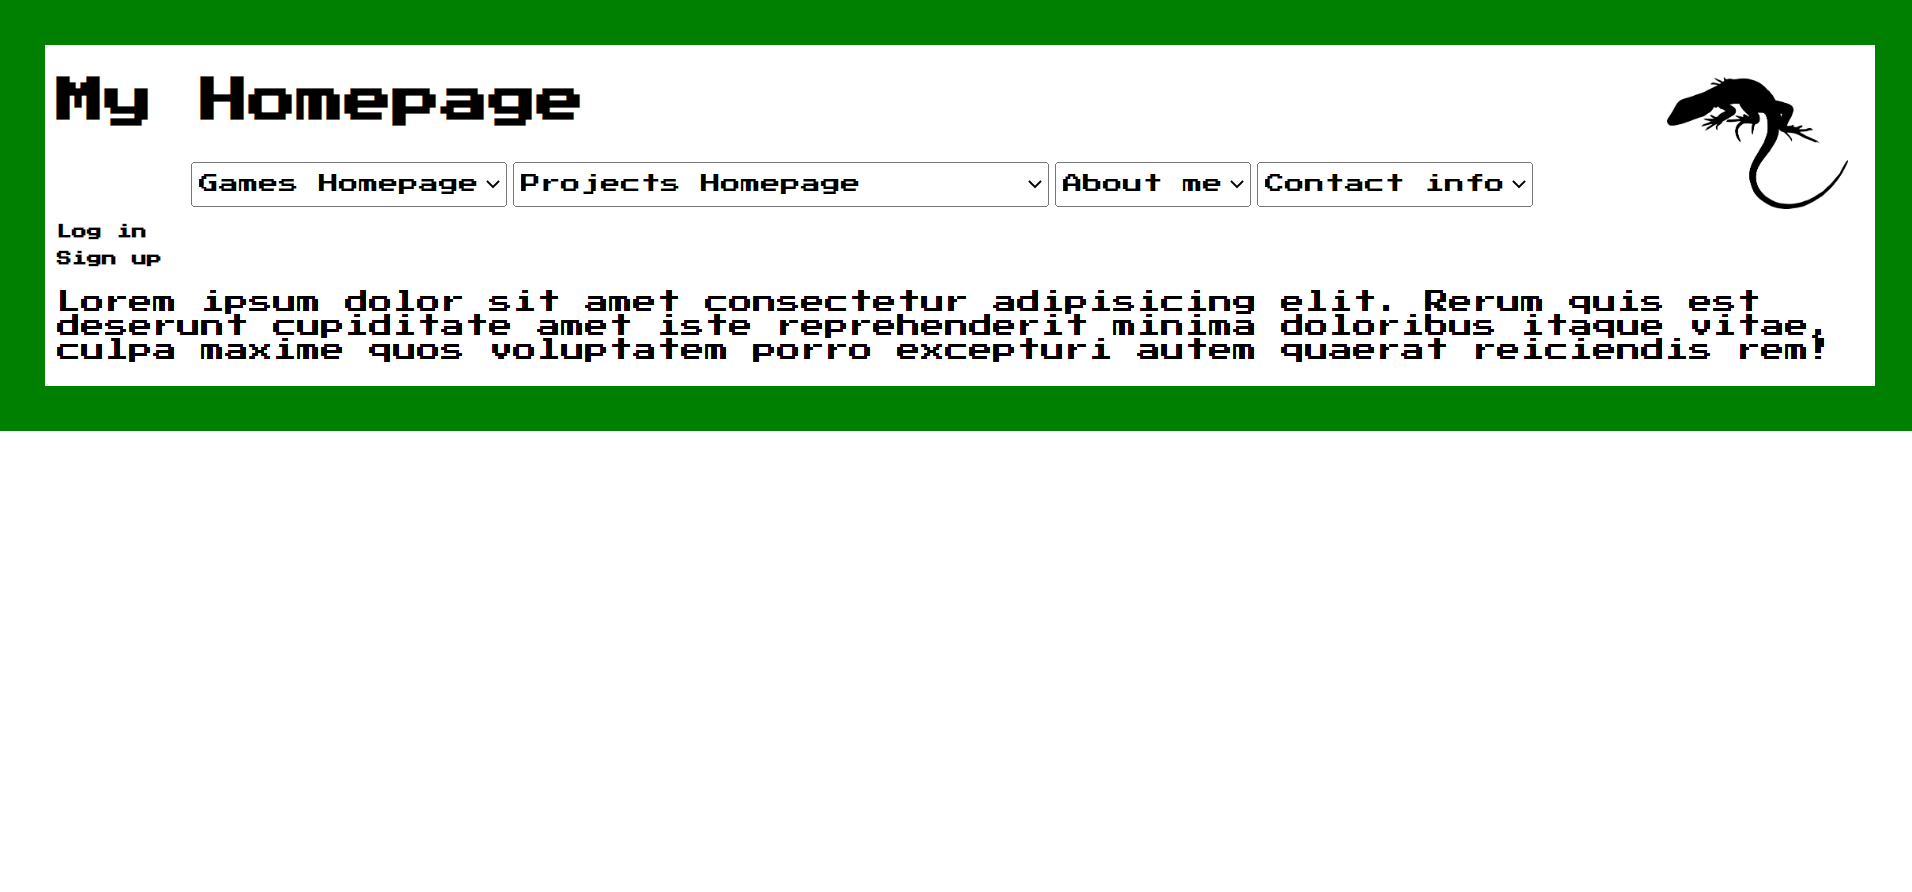 My Homepage
Games Homepage Projects Homepage About me Contact info
Log in
Sign up
Lorem ipsum dolor sit amet consectetur adipisicing elit. Rerum quis est
deserunt cupiditate amet iste reprehenderit minima doloribus itaque vitae,
culpa maxime quos voluptatem porro excepturi autem quaerat reiciendis rem!